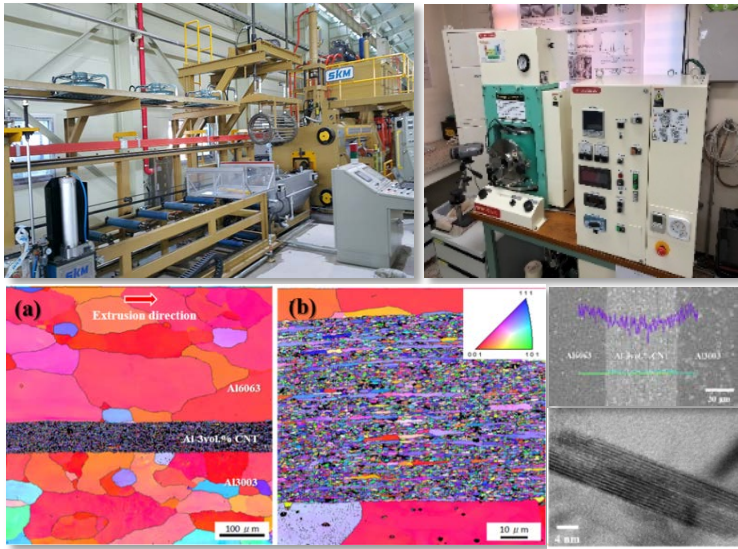 SKM
SKM
(a)
Extrusion direction
Al6063
Al-3vol.% CNT
Al3003
100 μm
(b)
111
001
101
10 μm
Al6063
Al-3vol.% CNT
Al3003
30 μm
4 nm